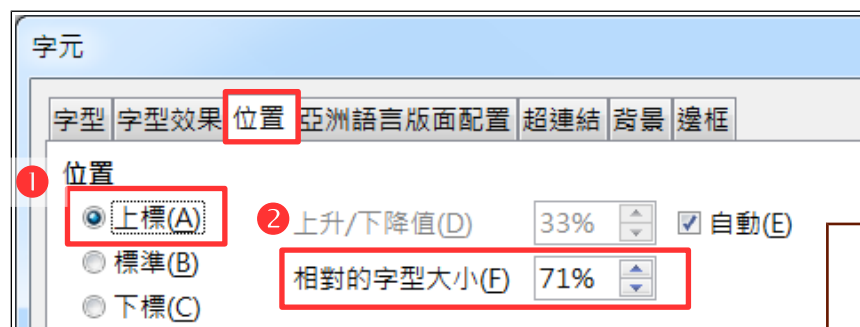 字元
字型 字型效果 位置 亞洲語言版面配置 超連結 背景 邊框
位置
1 上標(A) 2 上升/下降值(D) 33% 自動(E)
標準(B) 相對的字型大小(F) 71%
下標(C)